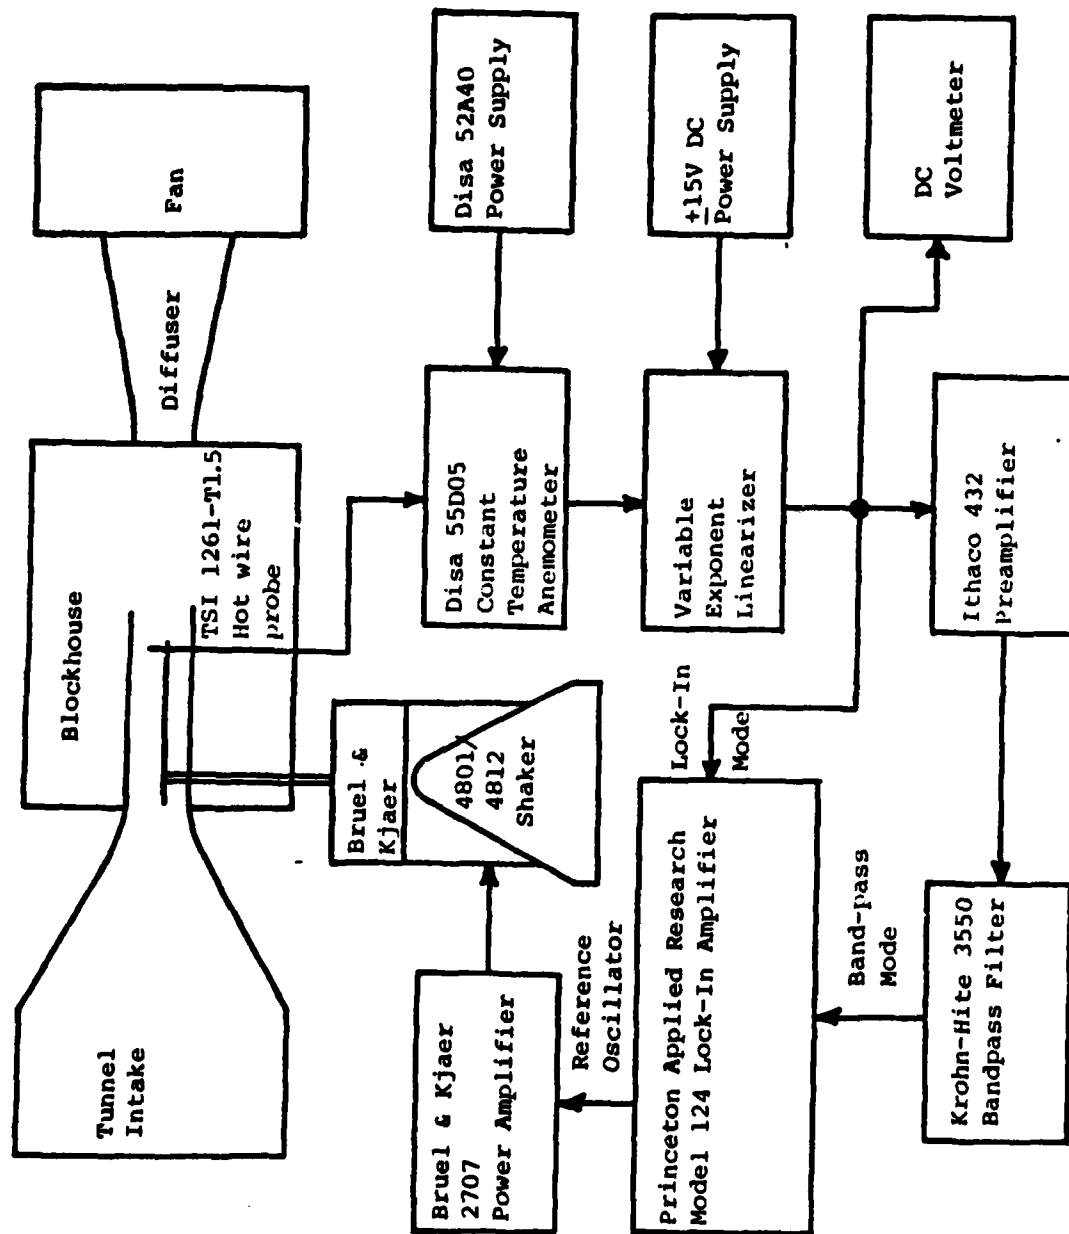 Tunnel
Intake
Blockhouse
TSI 1261-T1.5
Hot wire
probe
Diffuser
Fan
Bruel &
Kjaer
4801/
4812
Shaker
Bruel & Kjaer
2707
Power Amplifier
Disa 55D05
Constant
Temperature
Anemometer
Disa 52A40
Power Supply
Reference
Oscillator
Lock-In
Mode
Variable
Exponent
Linearizer
±15V DC
Power Supply
Princeton Applied Research
Model 124 Lock-In Amplifier
Band-pass
Mode
Krohn-Hite 3550
Bandpass Filter
Ithaco 432
Preamplifier
DC
Voltmeter